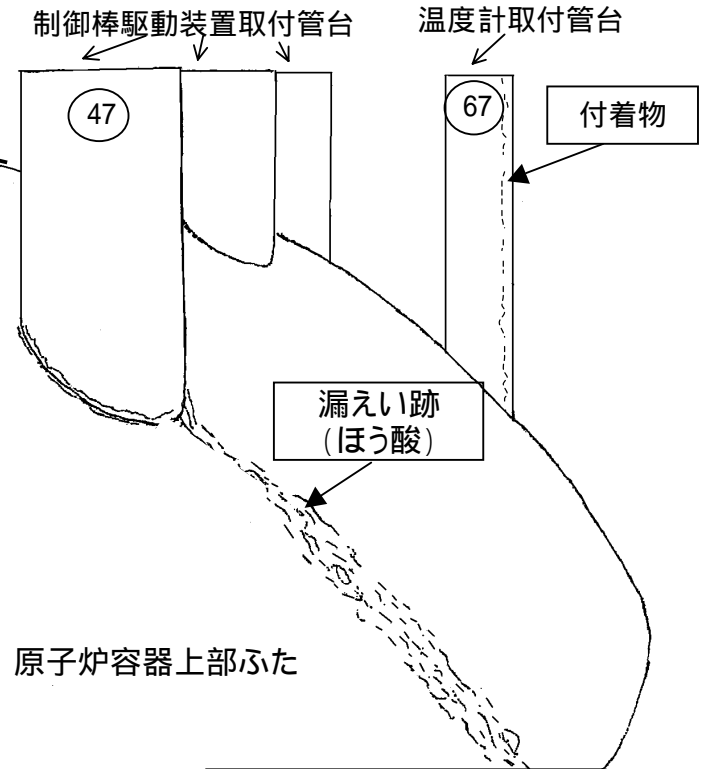 制御棒駆動装置取付管台
温度計取付管台
47
67
付着物
漏えい跡
(ほう酸)
原子炉容器上部ふた